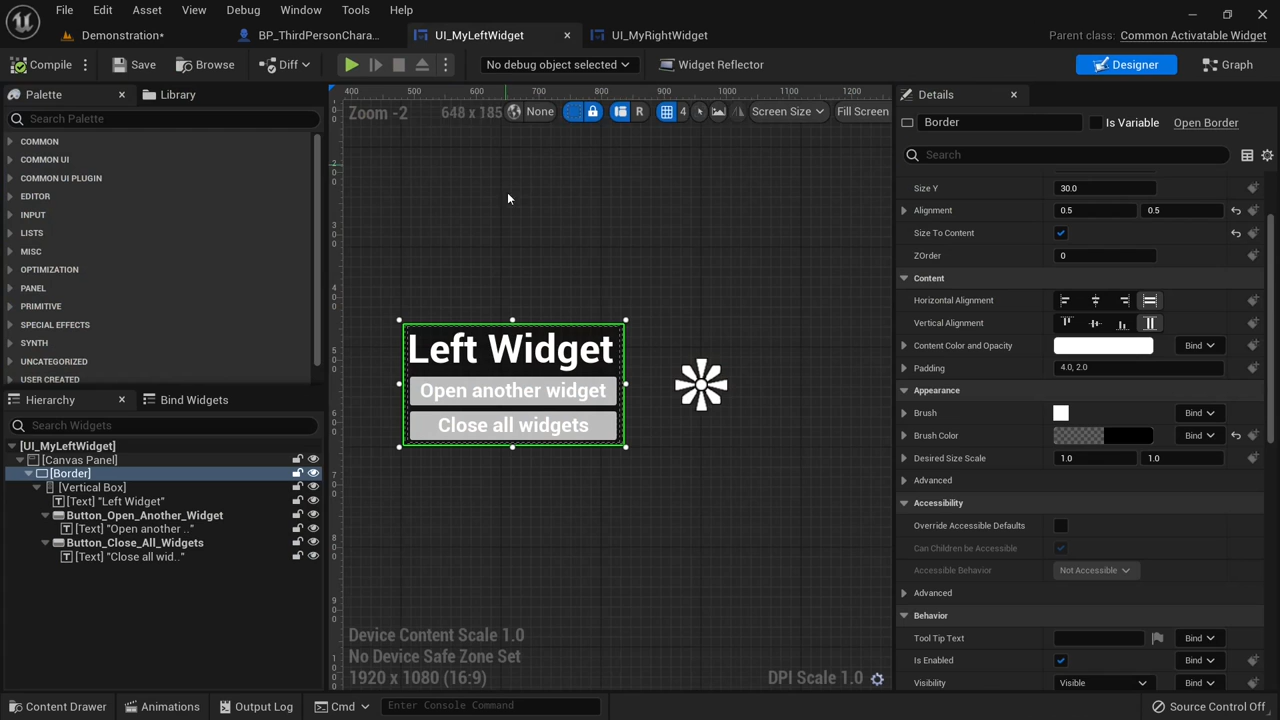 File Edit Asset View Debug Window Tools Help
Demonstration* BP_ThirdPersonChara... UI_MyLeftWidget UI_MyRightWidget Parent class: Common Activatable Widget
Compile Save Browse Diff No debug object selected Widget Reflector Designer Graph
Palette Library
Search Palette
COMMON
COMMON UI
COMMON UI PLUGIN
EDITOR
INPUT
LISTS
MISC
OPTIMIZATION
PANEL
PRIMITIVE
SPECIAL EFFECTS
SYNTH
UNCATEGORIZED
USER CREATED
Hierarchy Bind Widgets
Search Widgets
[UI_MyLeftWidget]
[Canvas Panel]
[Border]
[Vertical Box]
[Text] "Left Widget"
Button_Open_Another_Widget
[Text] "Open another .."
Button_Close_All_Widgets
[Text] "Close all wid.."
400 500 600 700 800 900 1000 1100 1200
Zoom -2 648 x 185 None R 4 Screen Size Fill Screen
Left Widget
Open another widget
Close all widgets
Device Content Scale 1.0
No Device Safe Zone Set
1920 x 1080 (16:9) DPI Scale 1.0
Details
Border Is Variable Open Border
Search
Size Y 30.0
Alignment 0.5 0.5
Size To Content
ZOrder 0
Content
Horizontal Alignment
Vertical Alignment
Content Color and Opacity Bind
Padding 4.0, 2.0
Appearance
Brush Bind
Brush Color Bind
Desired Size Scale 1.0 1.0
Advanced
Accessibility
Override Accessible Defaults
Can Children be Accessible
Accessible Behavior Not Accessible
Advanced
Behavior
Tool Tip Text Bind
Is Enabled Bind
Visibility Visible Bind
Content Drawer Animations Output Log Cmd Enter Console Command Source Control Off